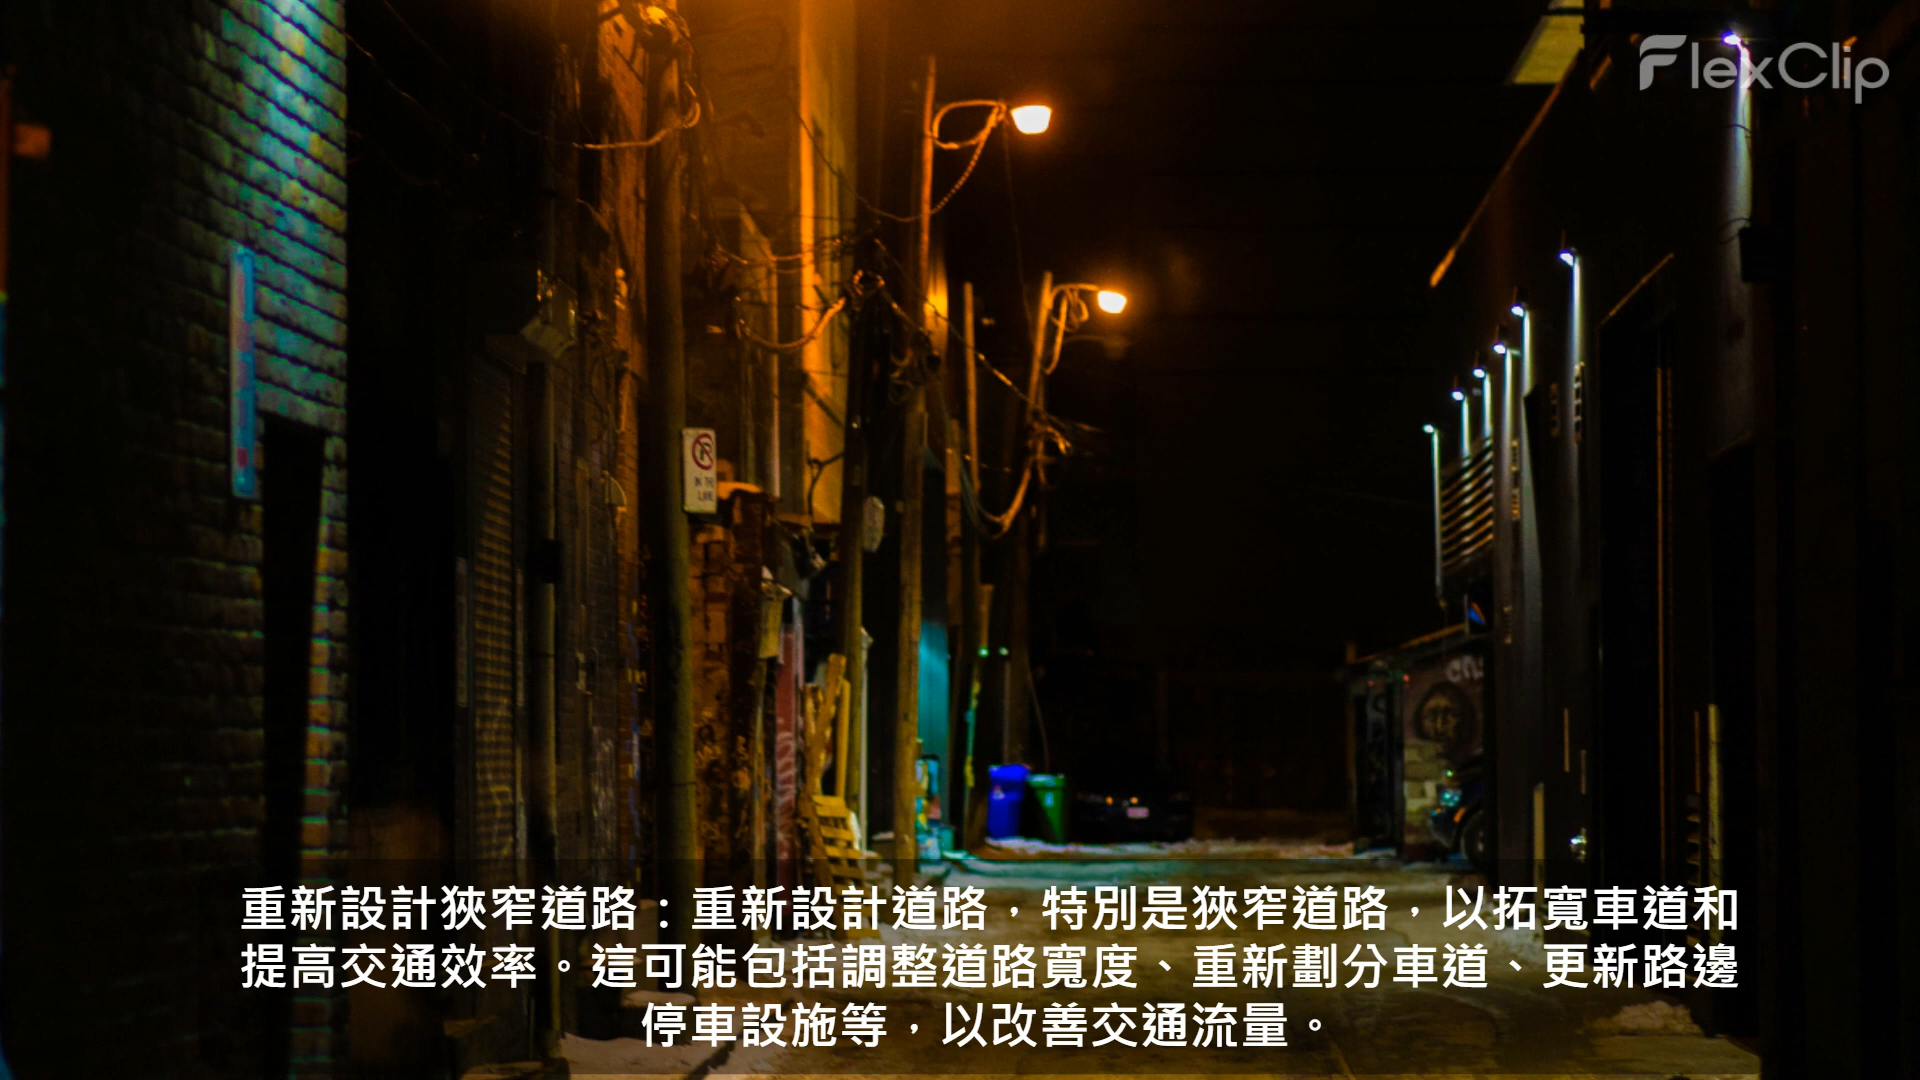 FlexClip
IN THE
LANE
重新設計狹窄道路：重新設計道路，特別是狹窄道路，以拓寬車道和
提高交通效率。這可能包括調整道路寬度、重新劃分車道、更新路邊
停車設施等，以改善交通流量。